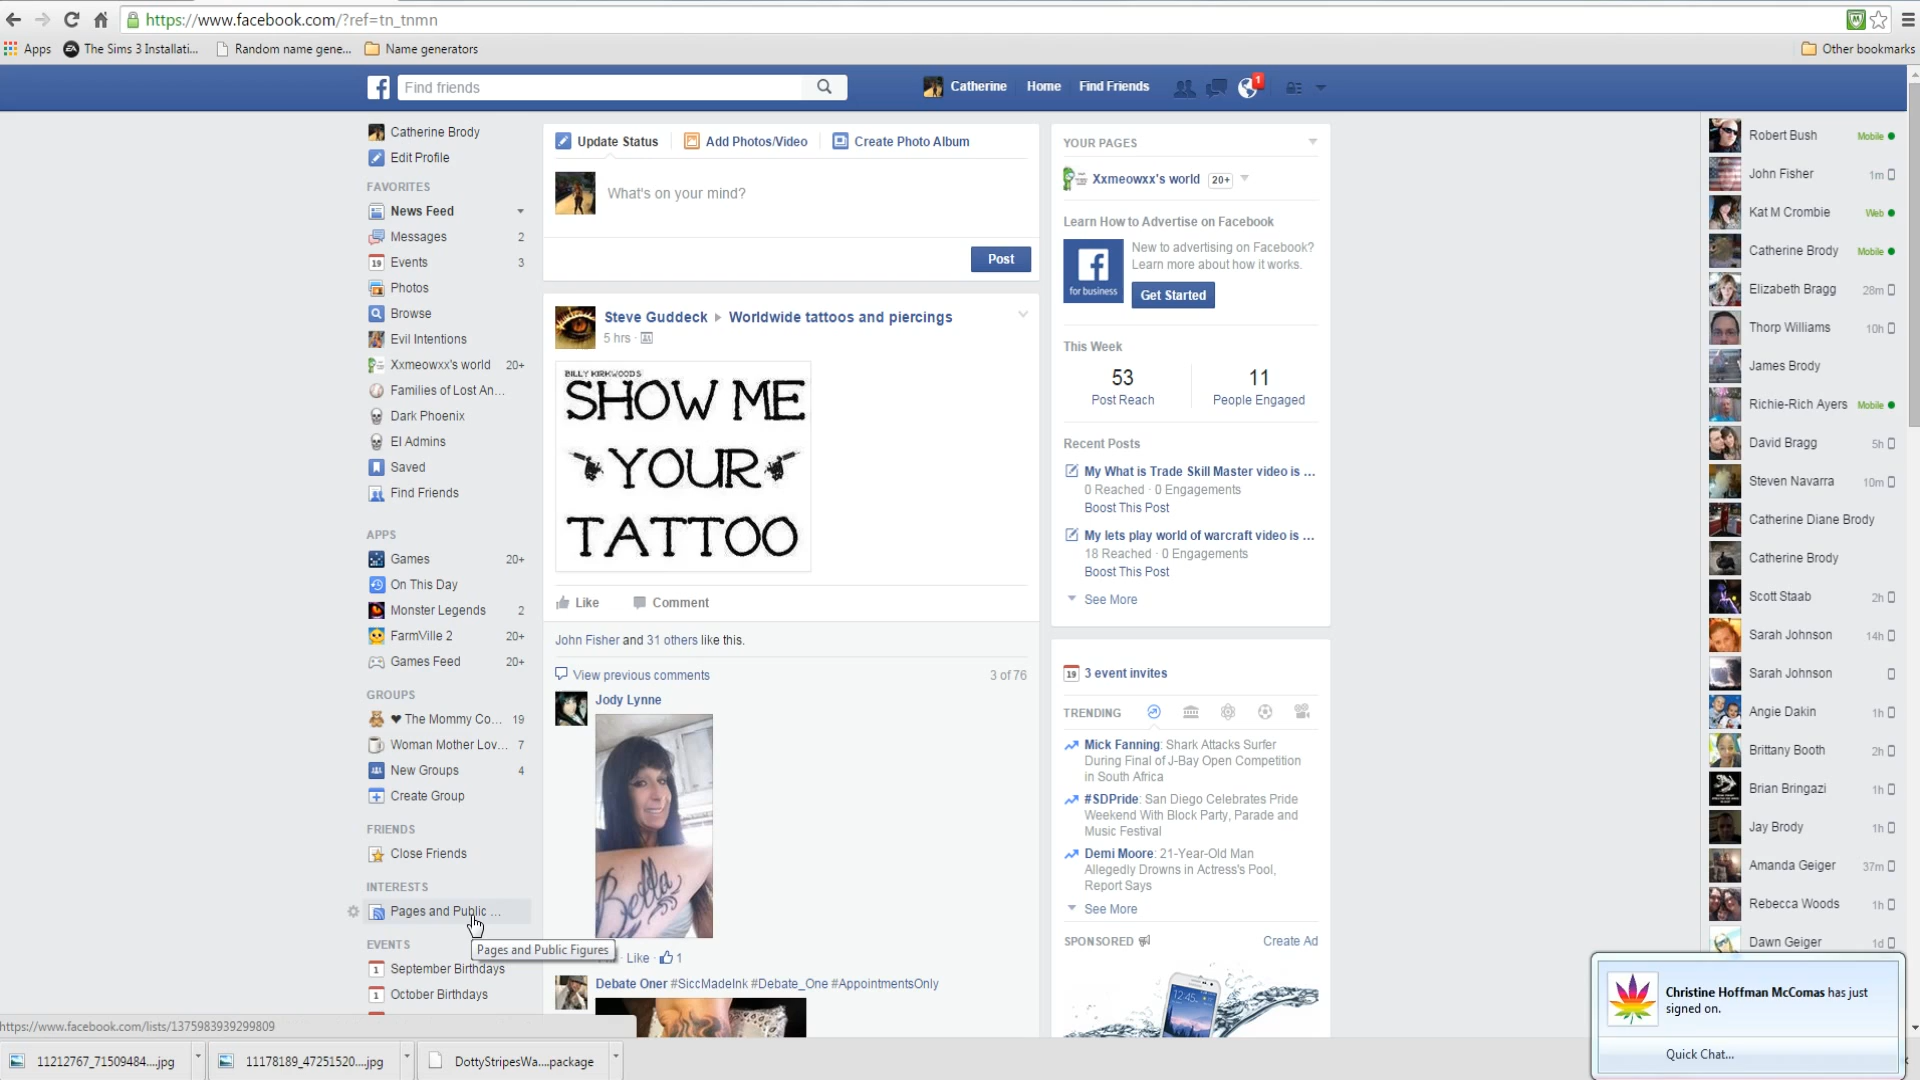 https://www.facebook.com/?ref=tn_tnmn
Apps
The Sims 3 Installati...
Random name gene...
Name generators
Other bookmarks
Find friends
Catherine
Home
Find Friends
1
Catherine Brody
Edit Profile
FAVORITES
News Feed
Messages 2
Events 3
Photos
Browse
Evil Intentions
Xxmeowxx's world 20+
Families of Lost An...
Dark Phoenix
EI Admins
Saved
Find Friends
APPS
Games 20+
On This Day
Monster Legends 2
FarmVille 2 20+
Games Feed 20+
GROUPS
♥ The Mommy Co... 19
Woman Mother Lov... 7
New Groups 4
Create Group
FRIENDS
Close Friends
INTERESTS
Pages and Public ...
Pages and Public Figures
EVENTS
September Birthdays
October Birthdays
Update Status
Add Photos/Video
Create Photo Album
What's on your mind?
Post
Steve Guddeck ▸ Worldwide tattoos and piercings
5 hrs ·
BILLY KIRKWOOD'S
SHOW ME
YOUR
TATTOO
Like
Comment
John Fisher and 31 others like this.
View previous comments
3 of 76
Jody Lynne
Bella
· Like · 1
Debate Oner #SiccMadeInk #Debate_One #AppointmentsOnly
YOUR PAGES
Xxmeowxx's world 20+
Learn How to Advertise on Facebook
for business
New to advertising on Facebook?
Learn more about how it works.
Get Started
This Week
53
Post Reach
11
People Engaged
Recent Posts
My What is Trade Skill Master video is ...
0 Reached · 0 Engagements
Boost This Post
My lets play world of warcraft video is ...
18 Reached · 0 Engagements
Boost This Post
See More
19
3 event invites
TRENDING
Mick Fanning: Shark Attacks Surfer
During Final of J-Bay Open Competition
in South Africa
#SDPride: San Diego Celebrates Pride
Weekend With Block Party, Parade and
Music Festival
Demi Moore: 21-Year-Old Man
Allegedly Drowns in Actress's Pool,
Report Says
See More
SPONSORED
Create Ad
12:45
Robert Bush Mobile
John Fisher 1m
Kat M Crombie Web
Catherine Brody Mobile
Elizabeth Bragg 28m
Thorp Williams 10h
James Brody
Richie-Rich Ayers Mobile
David Bragg 5h
Steven Navarra 10m
Catherine Diane Brody
Catherine Brody
Scott Staab 2h
Sarah Johnson 14h
Sarah Johnson
Angie Dakin 1h
Brittany Booth 2h
Brian Bringazi 1h
Jay Brody 1h
Amanda Geiger 37m
Rebecca Woods 1h
Dawn Geiger 1d
Christine Hoffman McComas has just
signed on.
Quick Chat...
https://www.facebook.com/lists/1375983939299809
11212767_71509484....jpg
11178189_47251520....jpg
DottyStripesWa....package